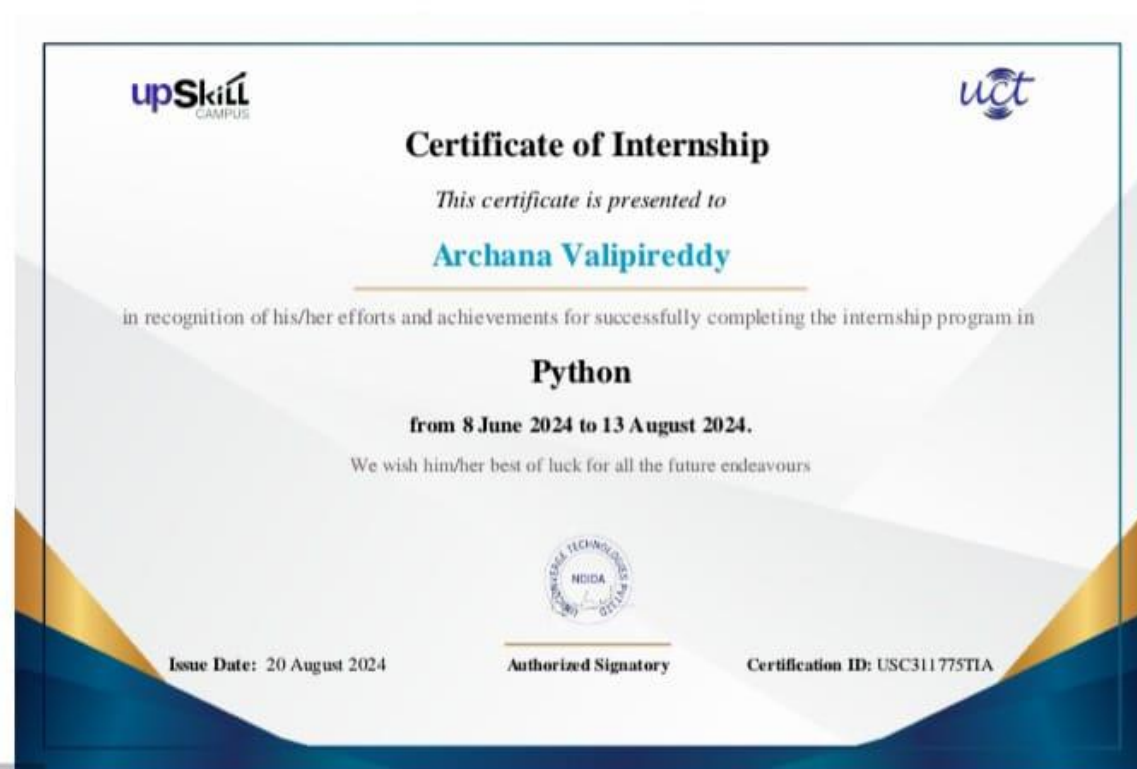 upSkill
CAMPUS
uct
Certificate of Internship
This certificate is presented to
Archana Valipireddy
in recognition of his/her efforts and achievements for successfully completing the internship program in
Python
from 8 June 2024 to 13 August 2024.
We wish him/her best of luck for all the future endeavours
UNICONVERGE TECHNOLOGIES PVT LTD
NOIDA
Issue Date: 20 August 2024
Authorized Signatory
Certification ID: USC311775TIA